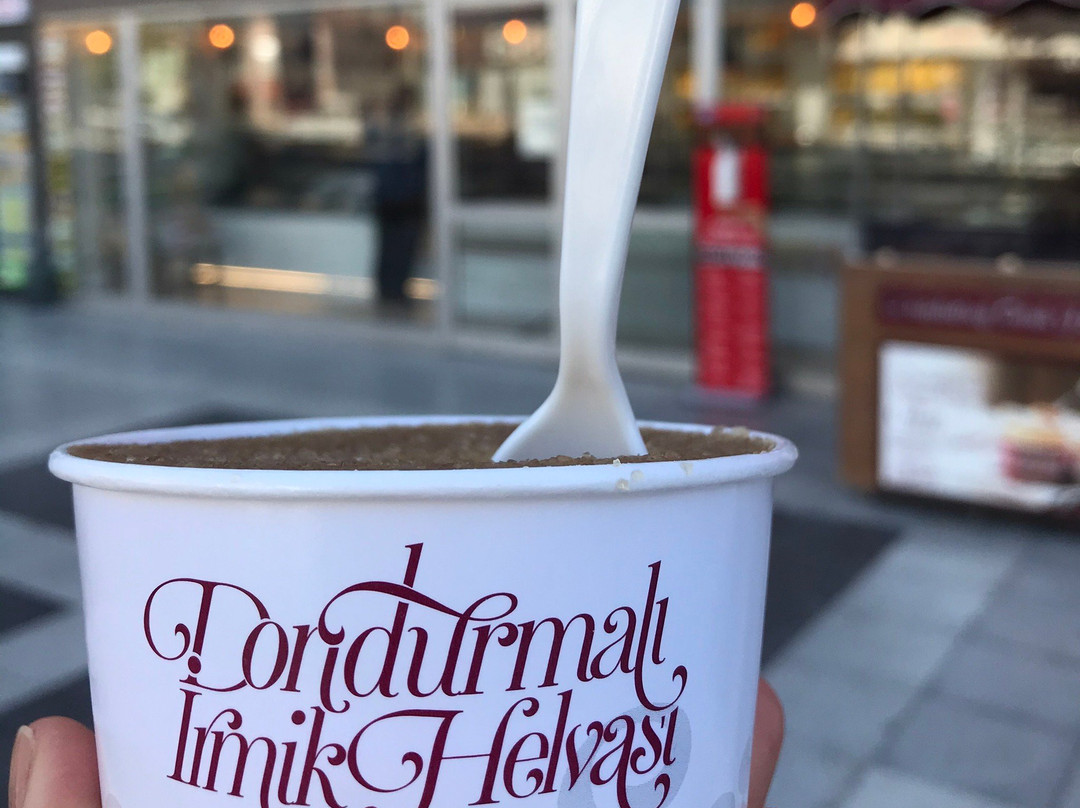 Dondurmalı
İrmik Helvası